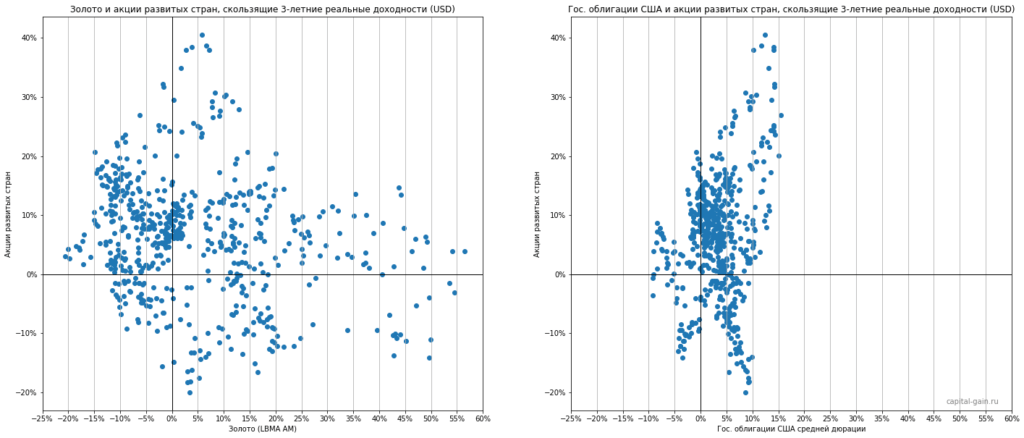 Золото и акции развитых стран, скользящие 3-летние реальные доходности (USD)
40%
30%
20%
10%
0%
−10%
−20%
Акции развитых стран
−25% −20% −15% −10% −5% 0% 5% 10% 15% 20% 25% 30% 35% 40% 45% 50% 55% 60%
Золото (LBMA AM)
Гос. облигации США и акции развитых стран, скользящие 3-летние реальные доходности (USD)
40%
30%
20%
10%
0%
−10%
−20%
Акции развитых стран
capital-gain.ru
−25% −20% −15% −10% −5% 0% 5% 10% 15% 20% 25% 30% 35% 40% 45% 50% 55% 60%
Гос. облигации США средней дюрации